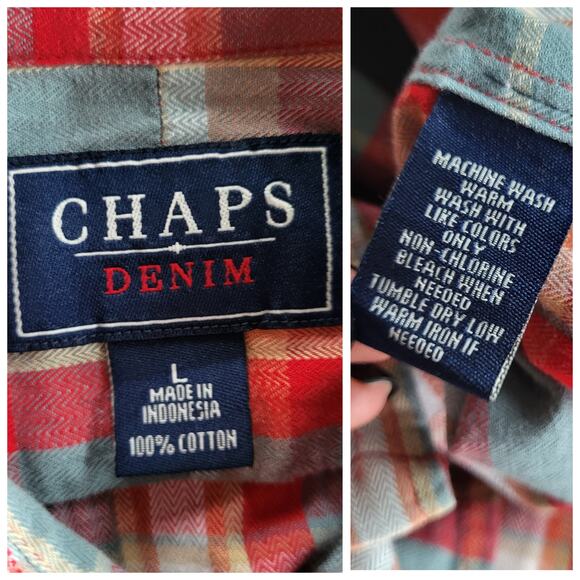 CHAPS
DENIM
L
MADE IN
INDONESIA
100% COTTON
MACHINE WASH
WARM
WASH WITH
LIKE COLORS
ONLY
NON-CHLORINE
BLEACH WHEN
NEEDED
TUMBLE DRY LOW
WARM IRON IF
NEEDED